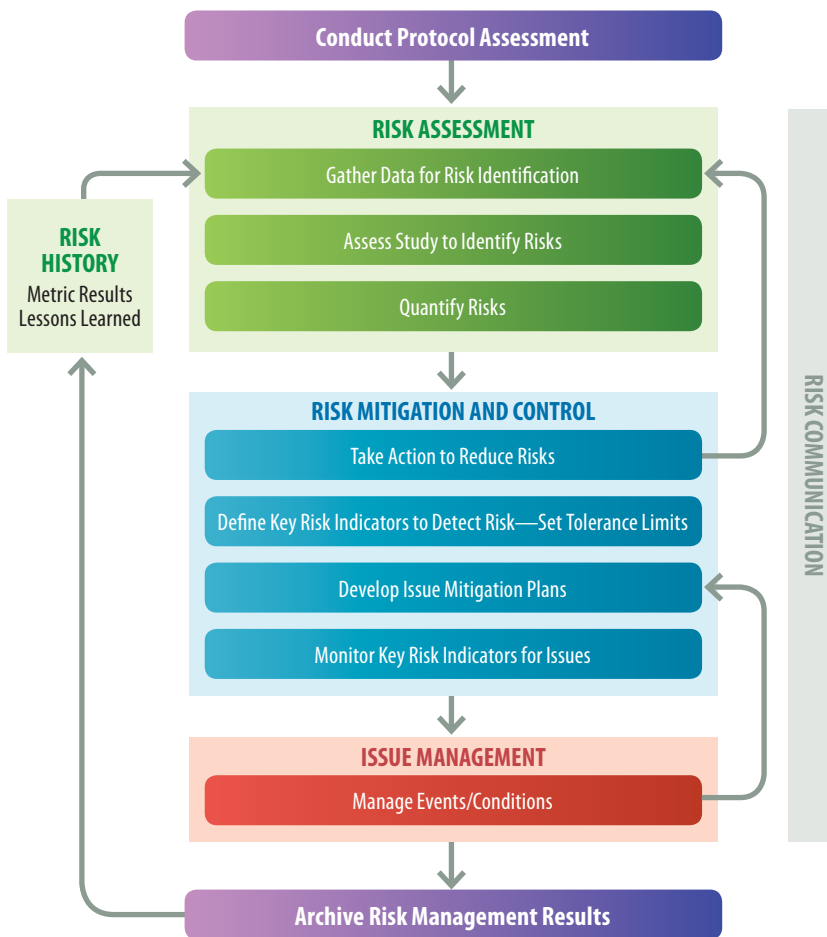 Conduct Protocol Assessment
RISK ASSESSMENT
Gather Data for Risk Identification
Assess Study to Identify Risks
Quantify Risks
RISK
HISTORY
Metric Results
Lessons Learned
RISK MITIGATION AND CONTROL
Take Action to Reduce Risks
Define Key Risk Indicators to Detect Risk—Set Tolerance Limits
Develop Issue Mitigation Plans
Monitor Key Risk Indicators for Issues
ISSUE MANAGEMENT
Manage Events/Conditions
Archive Risk Management Results
RISK COMMUNICATION